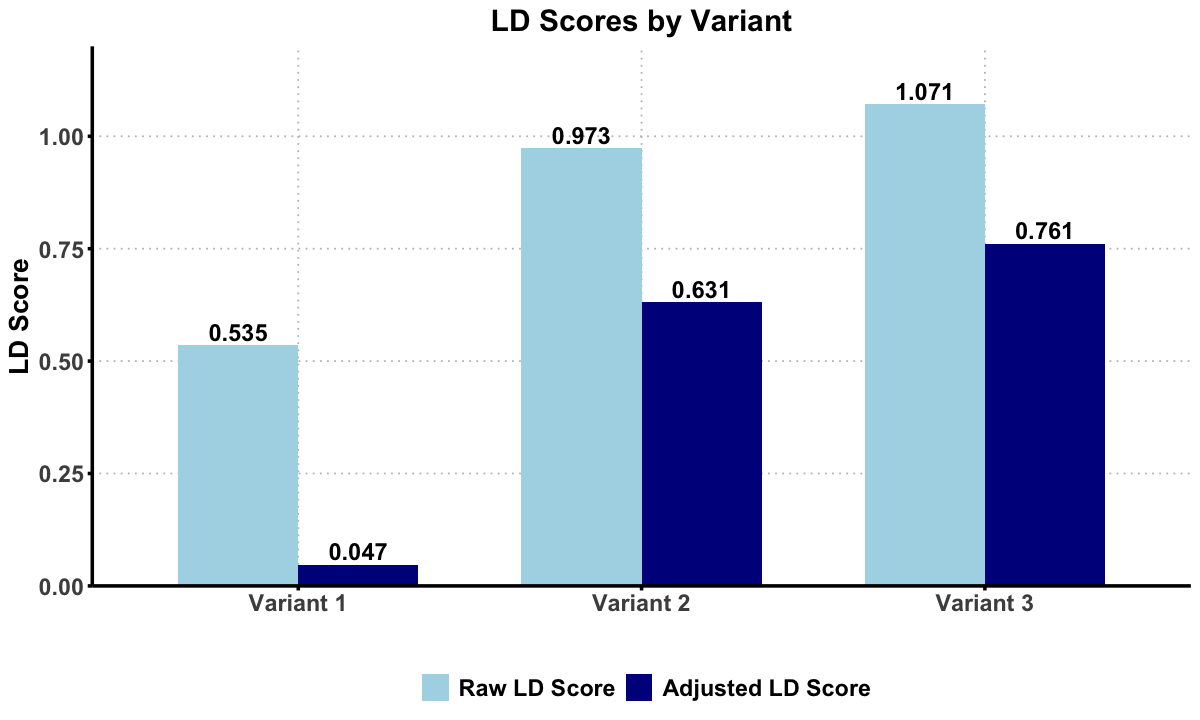 LD Scores by Variant
LD Score
1.00
0.75
0.50
0.25
0.00
0.535
0.047
0.973
0.631
1.071
0.761
Variant 1
Variant 2
Variant 3
Raw LD Score
Adjusted LD Score